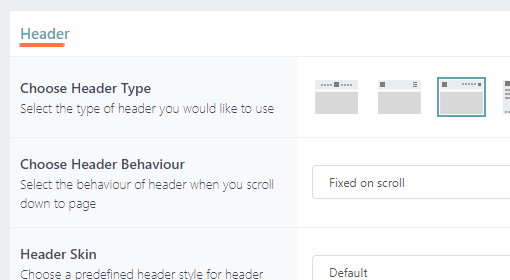 Header
Choose Header Type
Select the type of header you would like to use
Choose Header Behaviour
Select the behaviour of header when you scroll
down to page
Fixed on scroll
Header Skin
Choose a predefined header style for header
Default